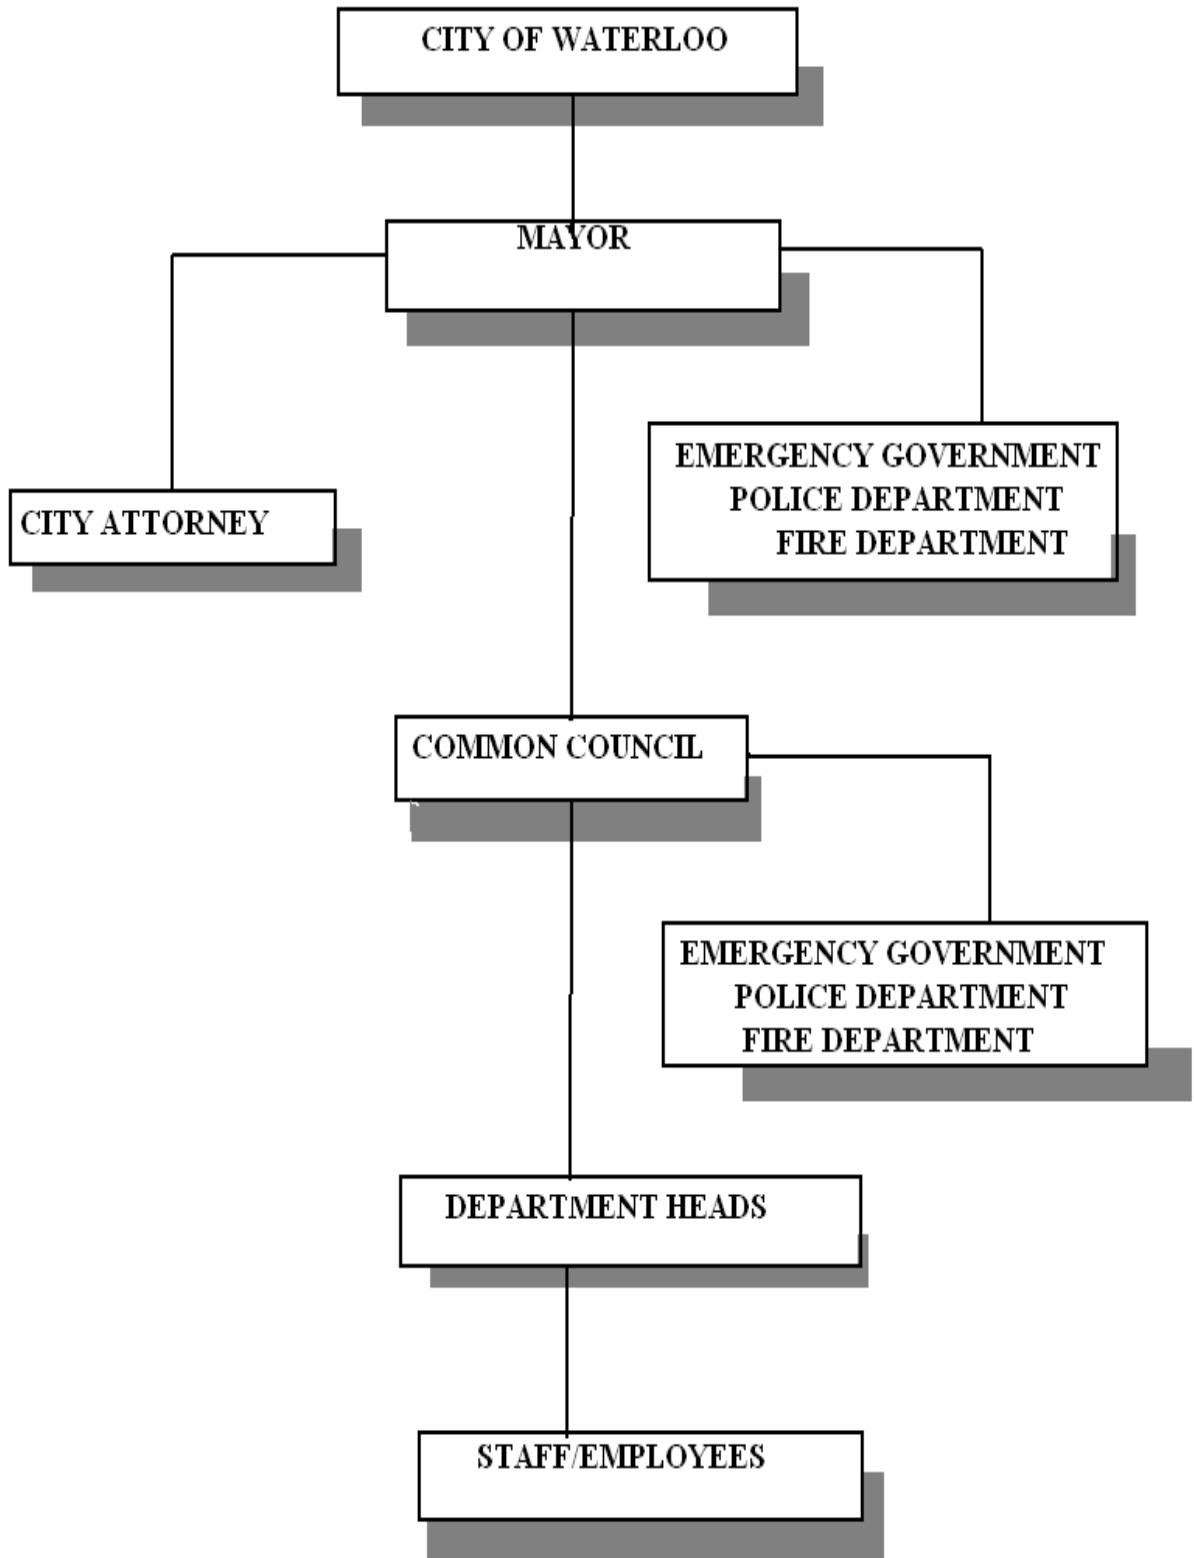 CITY OF WATERLOO
MAYOR
EMERGENCY GOVERNMENT
POLICE DEPARTMENT
FIRE DEPARTMENT
CITY ATTORNEY
COMMON COUNCIL
EMERGENCY GOVERNMENT
POLICE DEPARTMENT
FIRE DEPARTMENT
DEPARTMENT HEADS
STAFF/EMPLOYEES